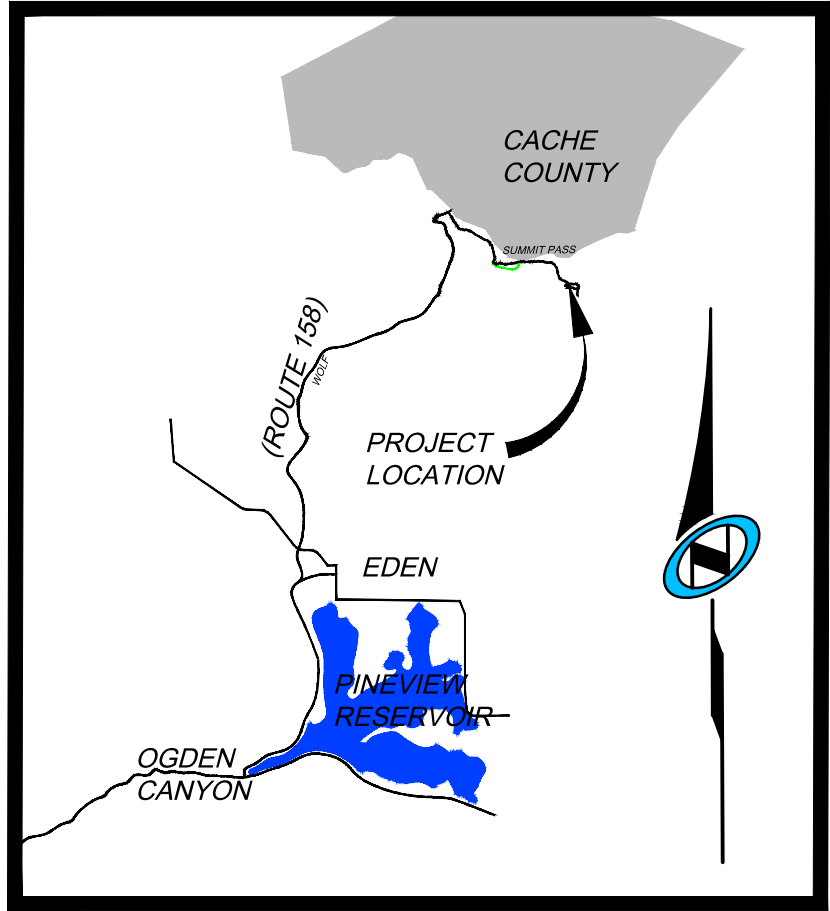 CACHE
COUNTY
SUMMIT PASS
(ROUTE 158)
WOLF
PROJECT
LOCATION
N
EDEN
PINEVIEW
RESERVOIR
OGDEN
CANYON